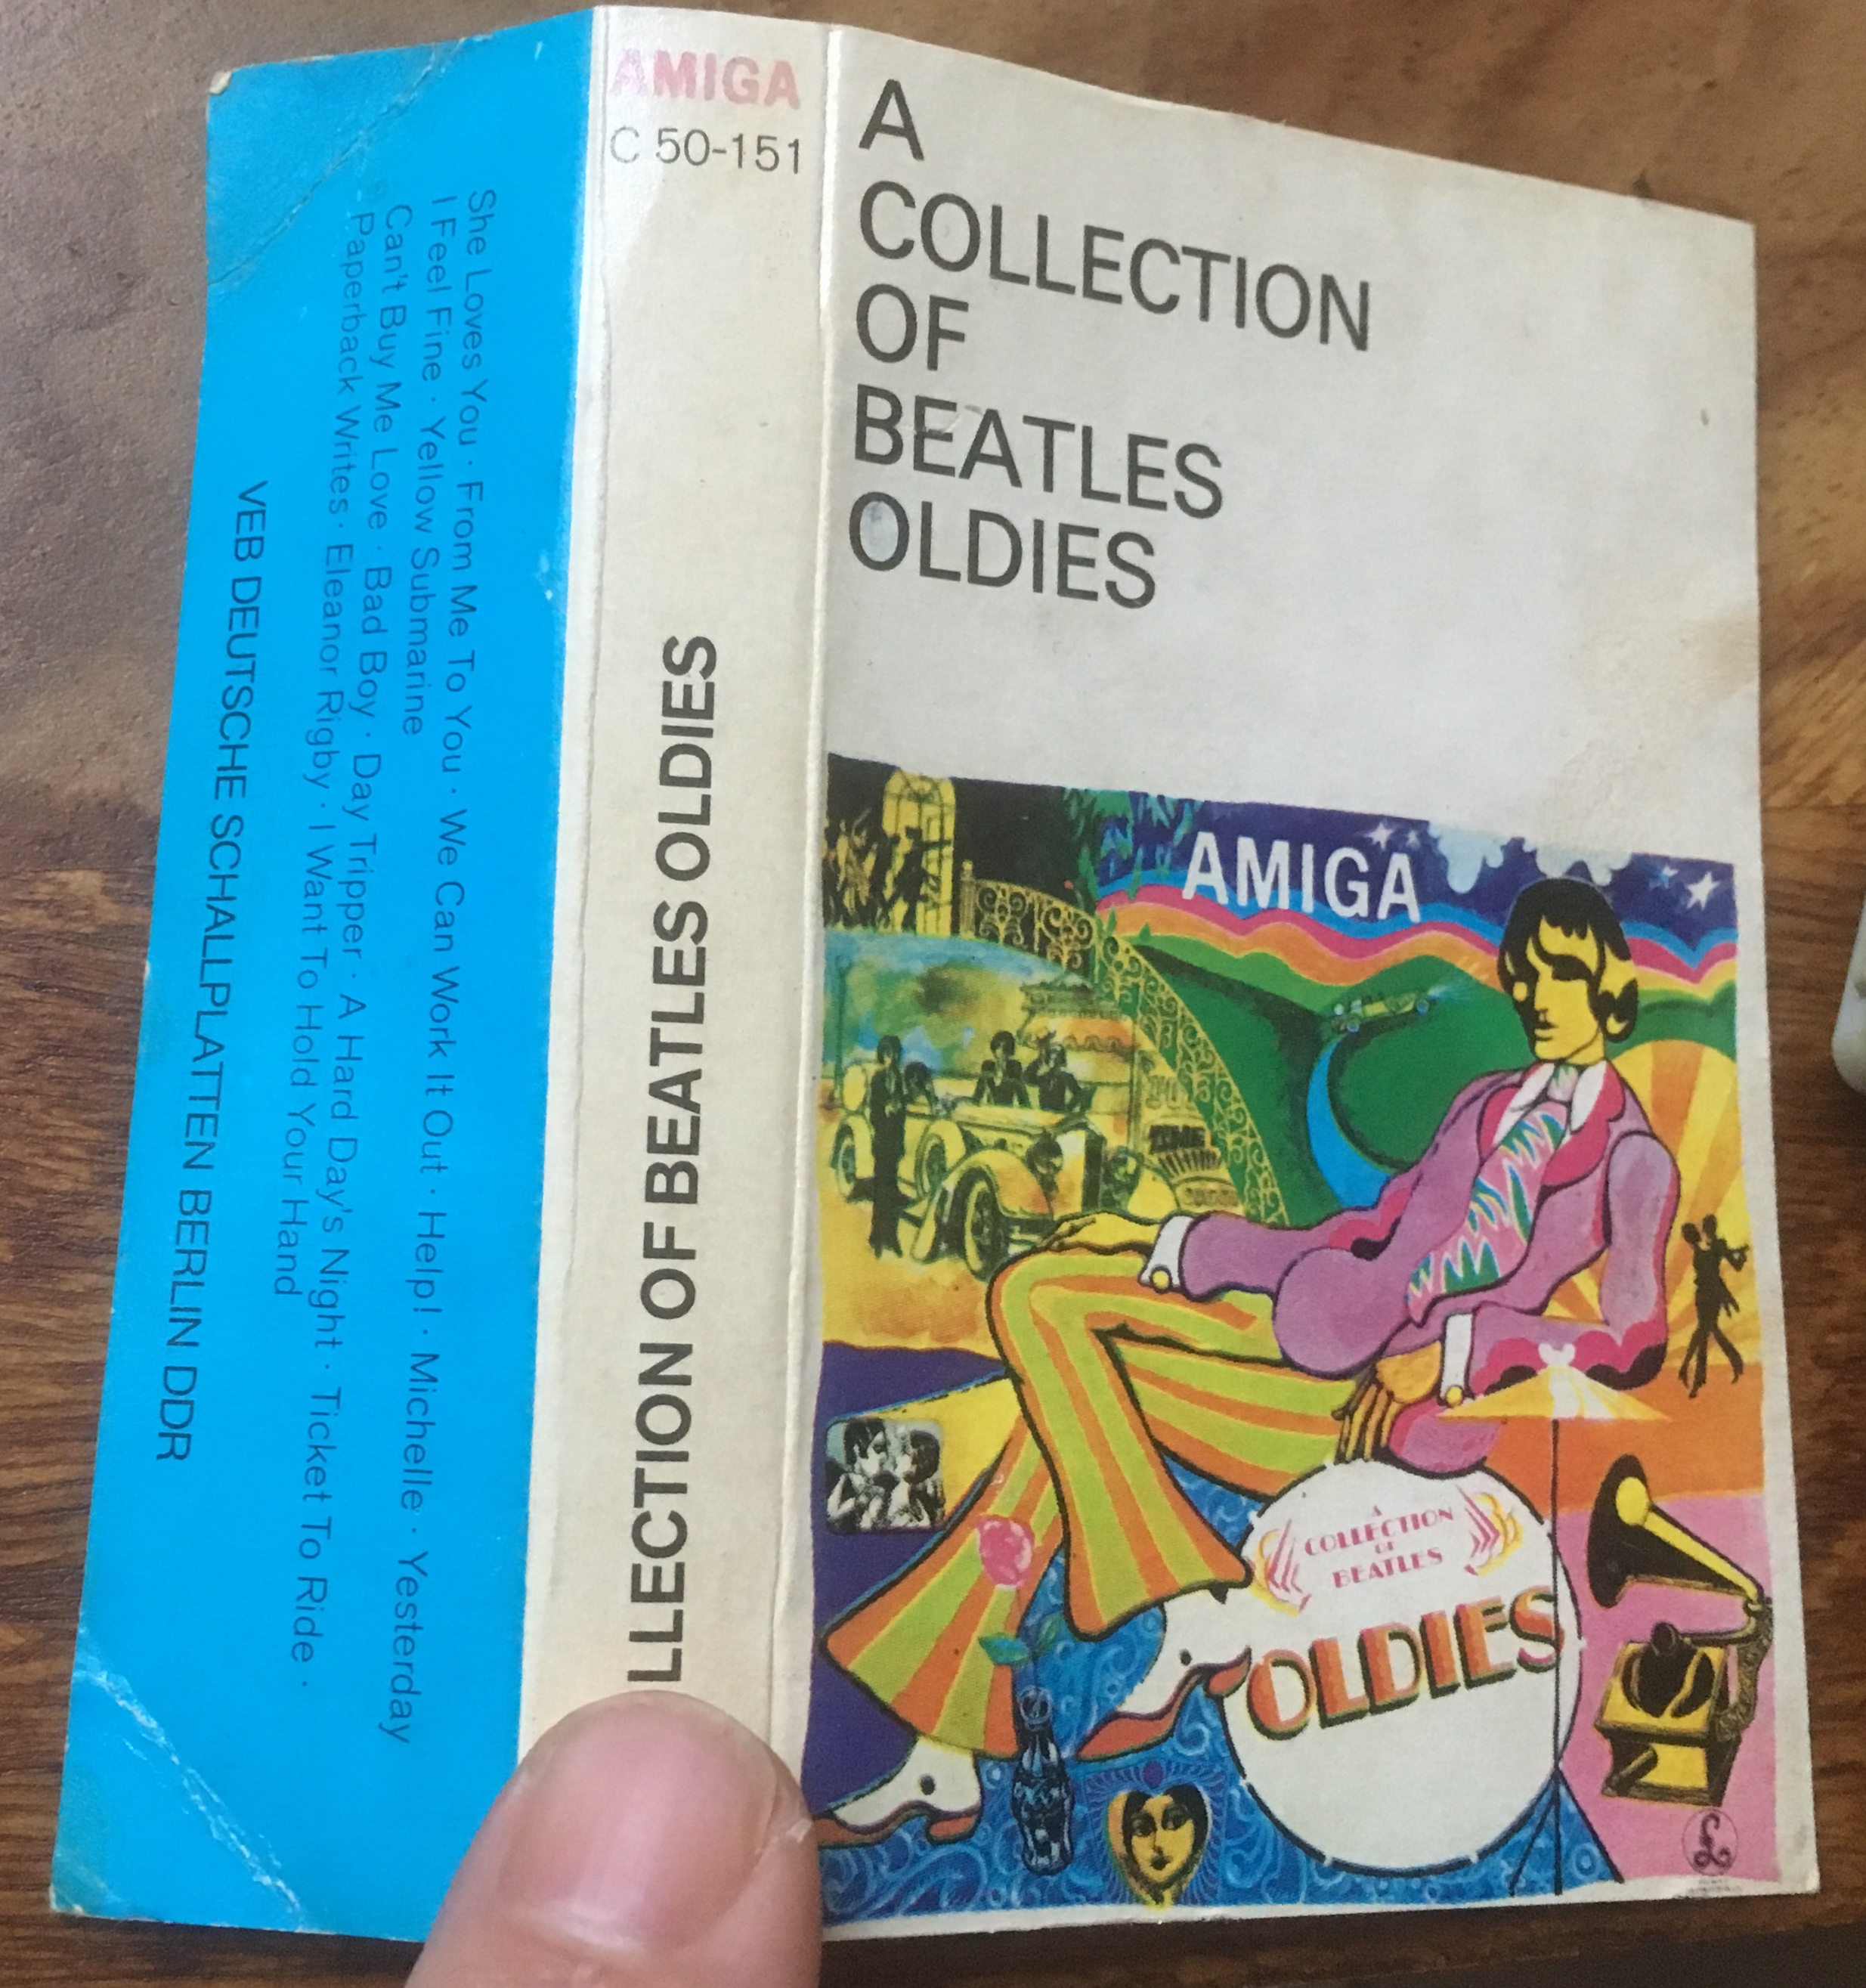 She Loves You · From Me To You · We Can Work It Out · Help! · Michelle · Yesterday
I Feel Fine · Yellow Submarine
Can't Buy Me Love · Bad Boy · Day Tripper · A Hard Day's Night · Ticket To Ride ·
Paperback Writes · Eleanor Rigby · I Want To Hold Your Hand
VEB DEUTSCHE SCHALLPLATTEN BERLIN DDR
AMIGA
C 50-151
LLECTION OF BEATLES OLDIES
A
COLLECTION
OF
BEATLES
OLDIES
AMIGA
A
COLLECTION
OF
BEATLES
OLDIES
£